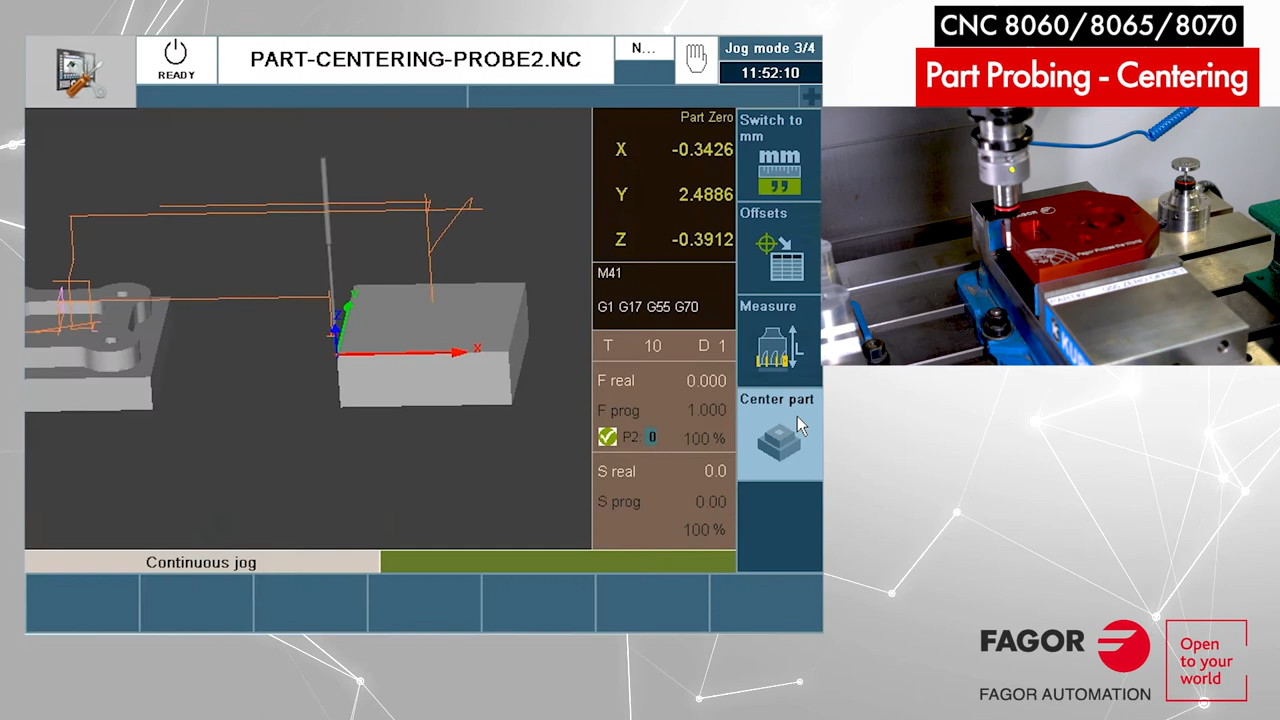 CNC 8060/8065/8070
Part Probing - Centering
READY
PART-CENTERING-PROBE2.NC
N...
Jog mode 3/4
11:52:10
Part Zero
X -0.3426
Y 2.4886
Z -0.3912
M41
G1 G17 G55 G70
T 10 D 1
F real 0.000
F prog 1.000
P2: 0 100 %
S real 0.0
S prog 0.00
100 %
Switch to
mm
mm
Offsets
Measure
L
Center part
X
Continuous jog
FAGOR
FAGOR
FAGOR AUTOMATION
Open
to your
world